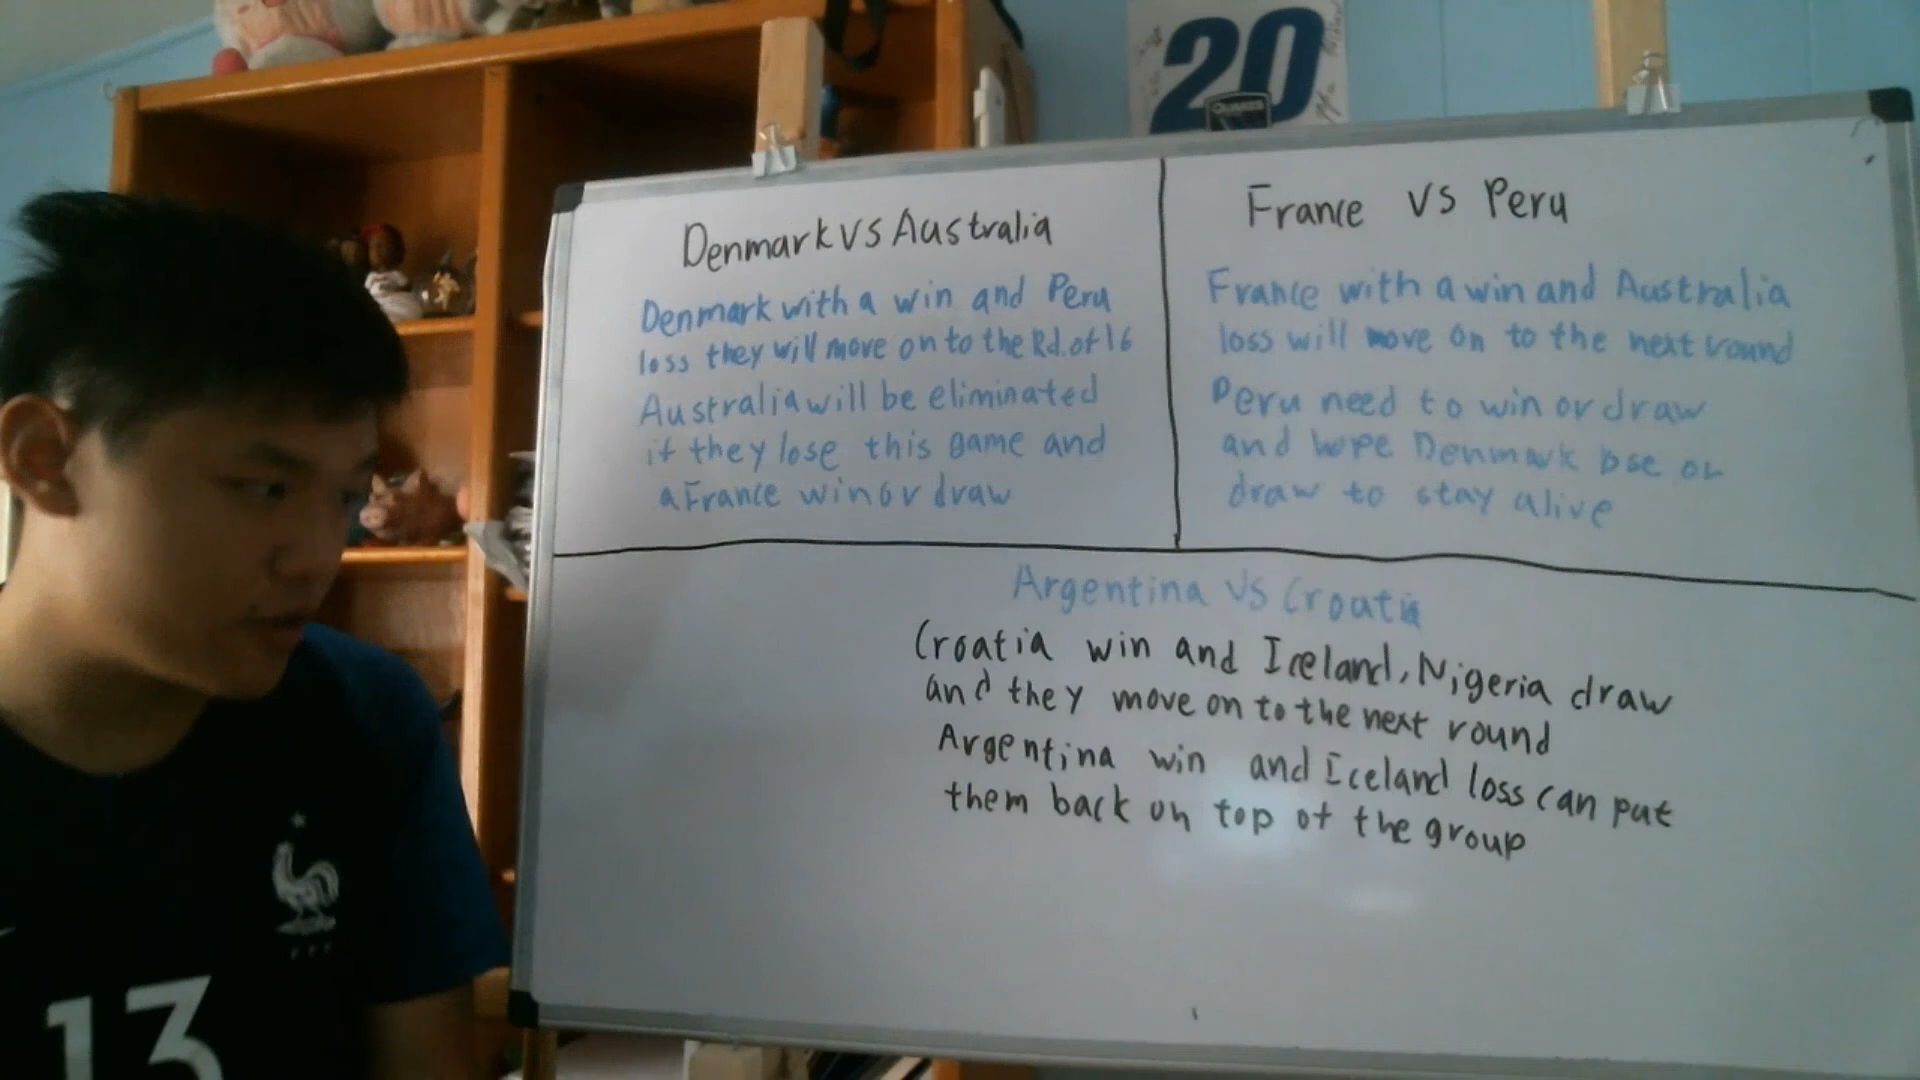 20
QUAKES
Denmark vs Australia
Denmark with a win and Peru
loss they will move on to the Rd. of 16
Australia will be eliminated
if they lose this game and
a France win or draw
France vs Peru
France with a win and Australia
loss will move on to the next round
Peru need to win or draw
and hope Denmark lose or
draw to stay alive
Argentina vs Croatia
Croatia win and Iceland, Nigeria draw
and they move on to the next round
Argentina win and Iceland loss can put
them back on top of the group
13